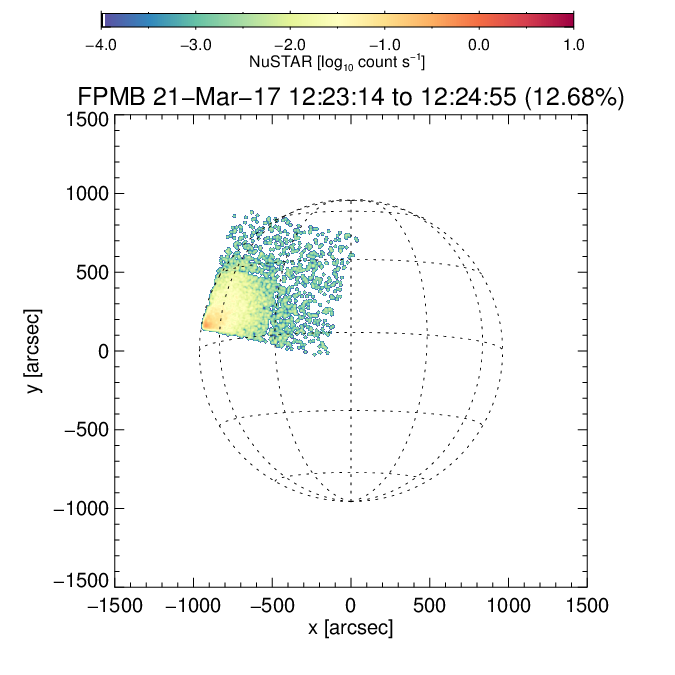 −4.0 −3.0 −2.0 −1.0 0.0 1.0
NuSTAR [log₁₀ count s⁻¹]
FPMB 21−Mar−17 12:23:14 to 12:24:55 (12.68%)
1500
1000
500
0
−500
−1000
−1500
y [arcsec]
−1500 −1000 −500 0 500 1000 1500
x [arcsec]